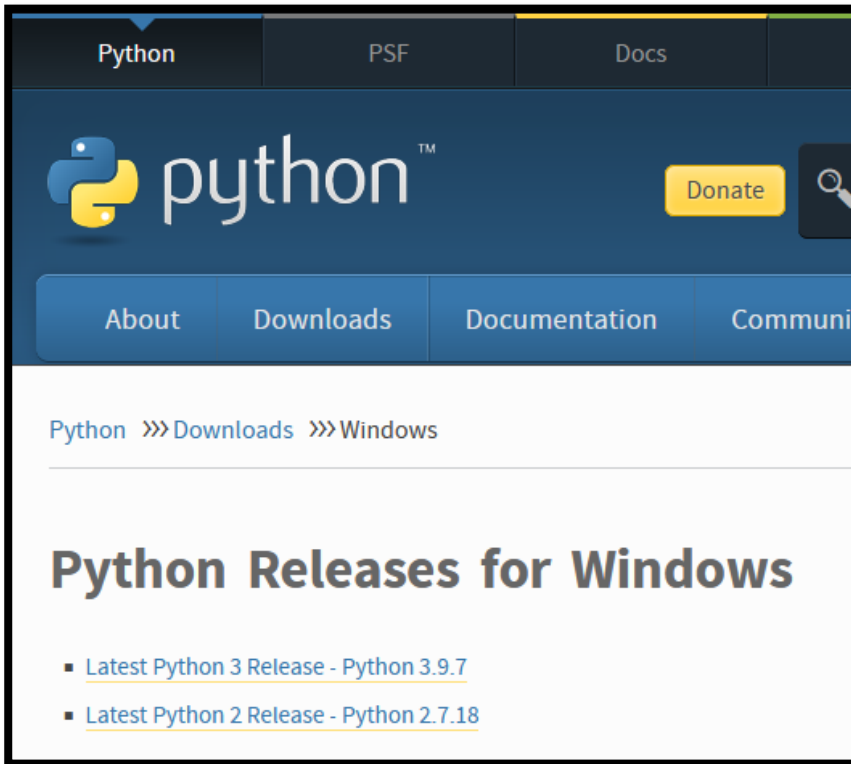 Python PSF Docs
python™
Donate
About Downloads Documentation Communi
Python >>> Downloads >>> Windows
Python Releases for Windows
▪ Latest Python 3 Release - Python 3.9.7
▪ Latest Python 2 Release - Python 2.7.18